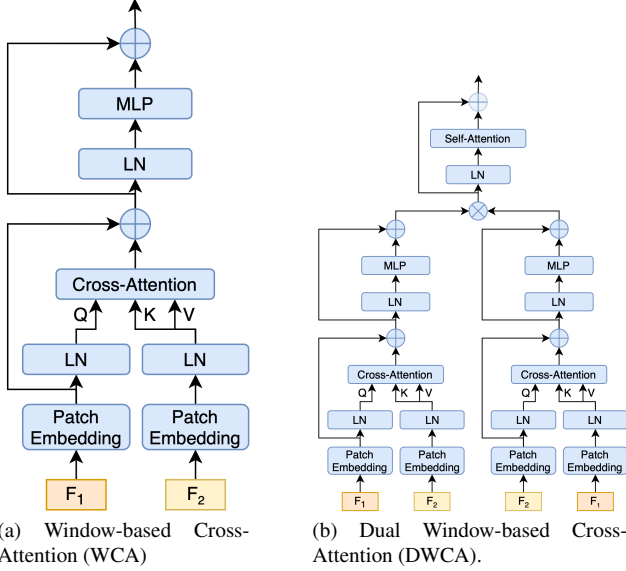 MLP
LN
Cross-Attention
Q K V
LN LN
Patch Embedding Patch Embedding
F1 F2
(a) Window-based Cross-
Attention (WCA)
Self-Attention
LN
MLP MLP
LN LN
Cross-Attention Cross-Attention
Q K V Q K V
LN LN LN LN
Patch Embedding Patch Embedding Patch Embedding Patch Embedding
F1 F2 F2 F1
(b) Dual Window-based Cross-
Attention (DWCA).